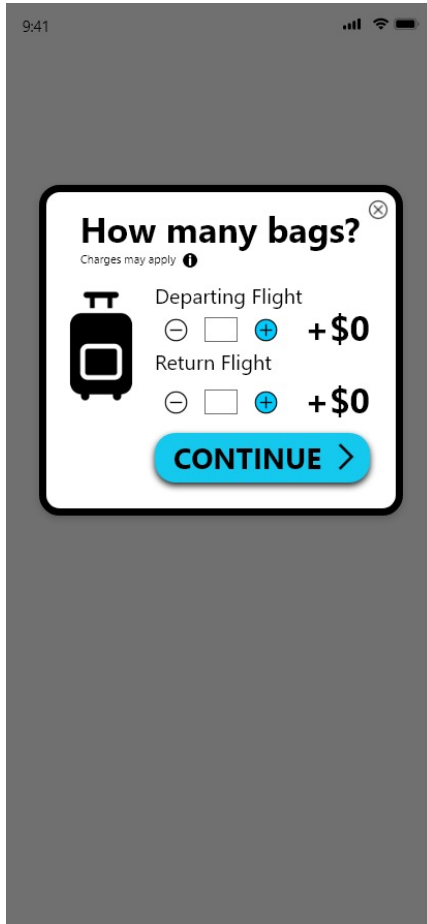 9:41
How many bags?
Charges may apply i
Departing Flight
+$0
Return Flight
+$0
CONTINUE